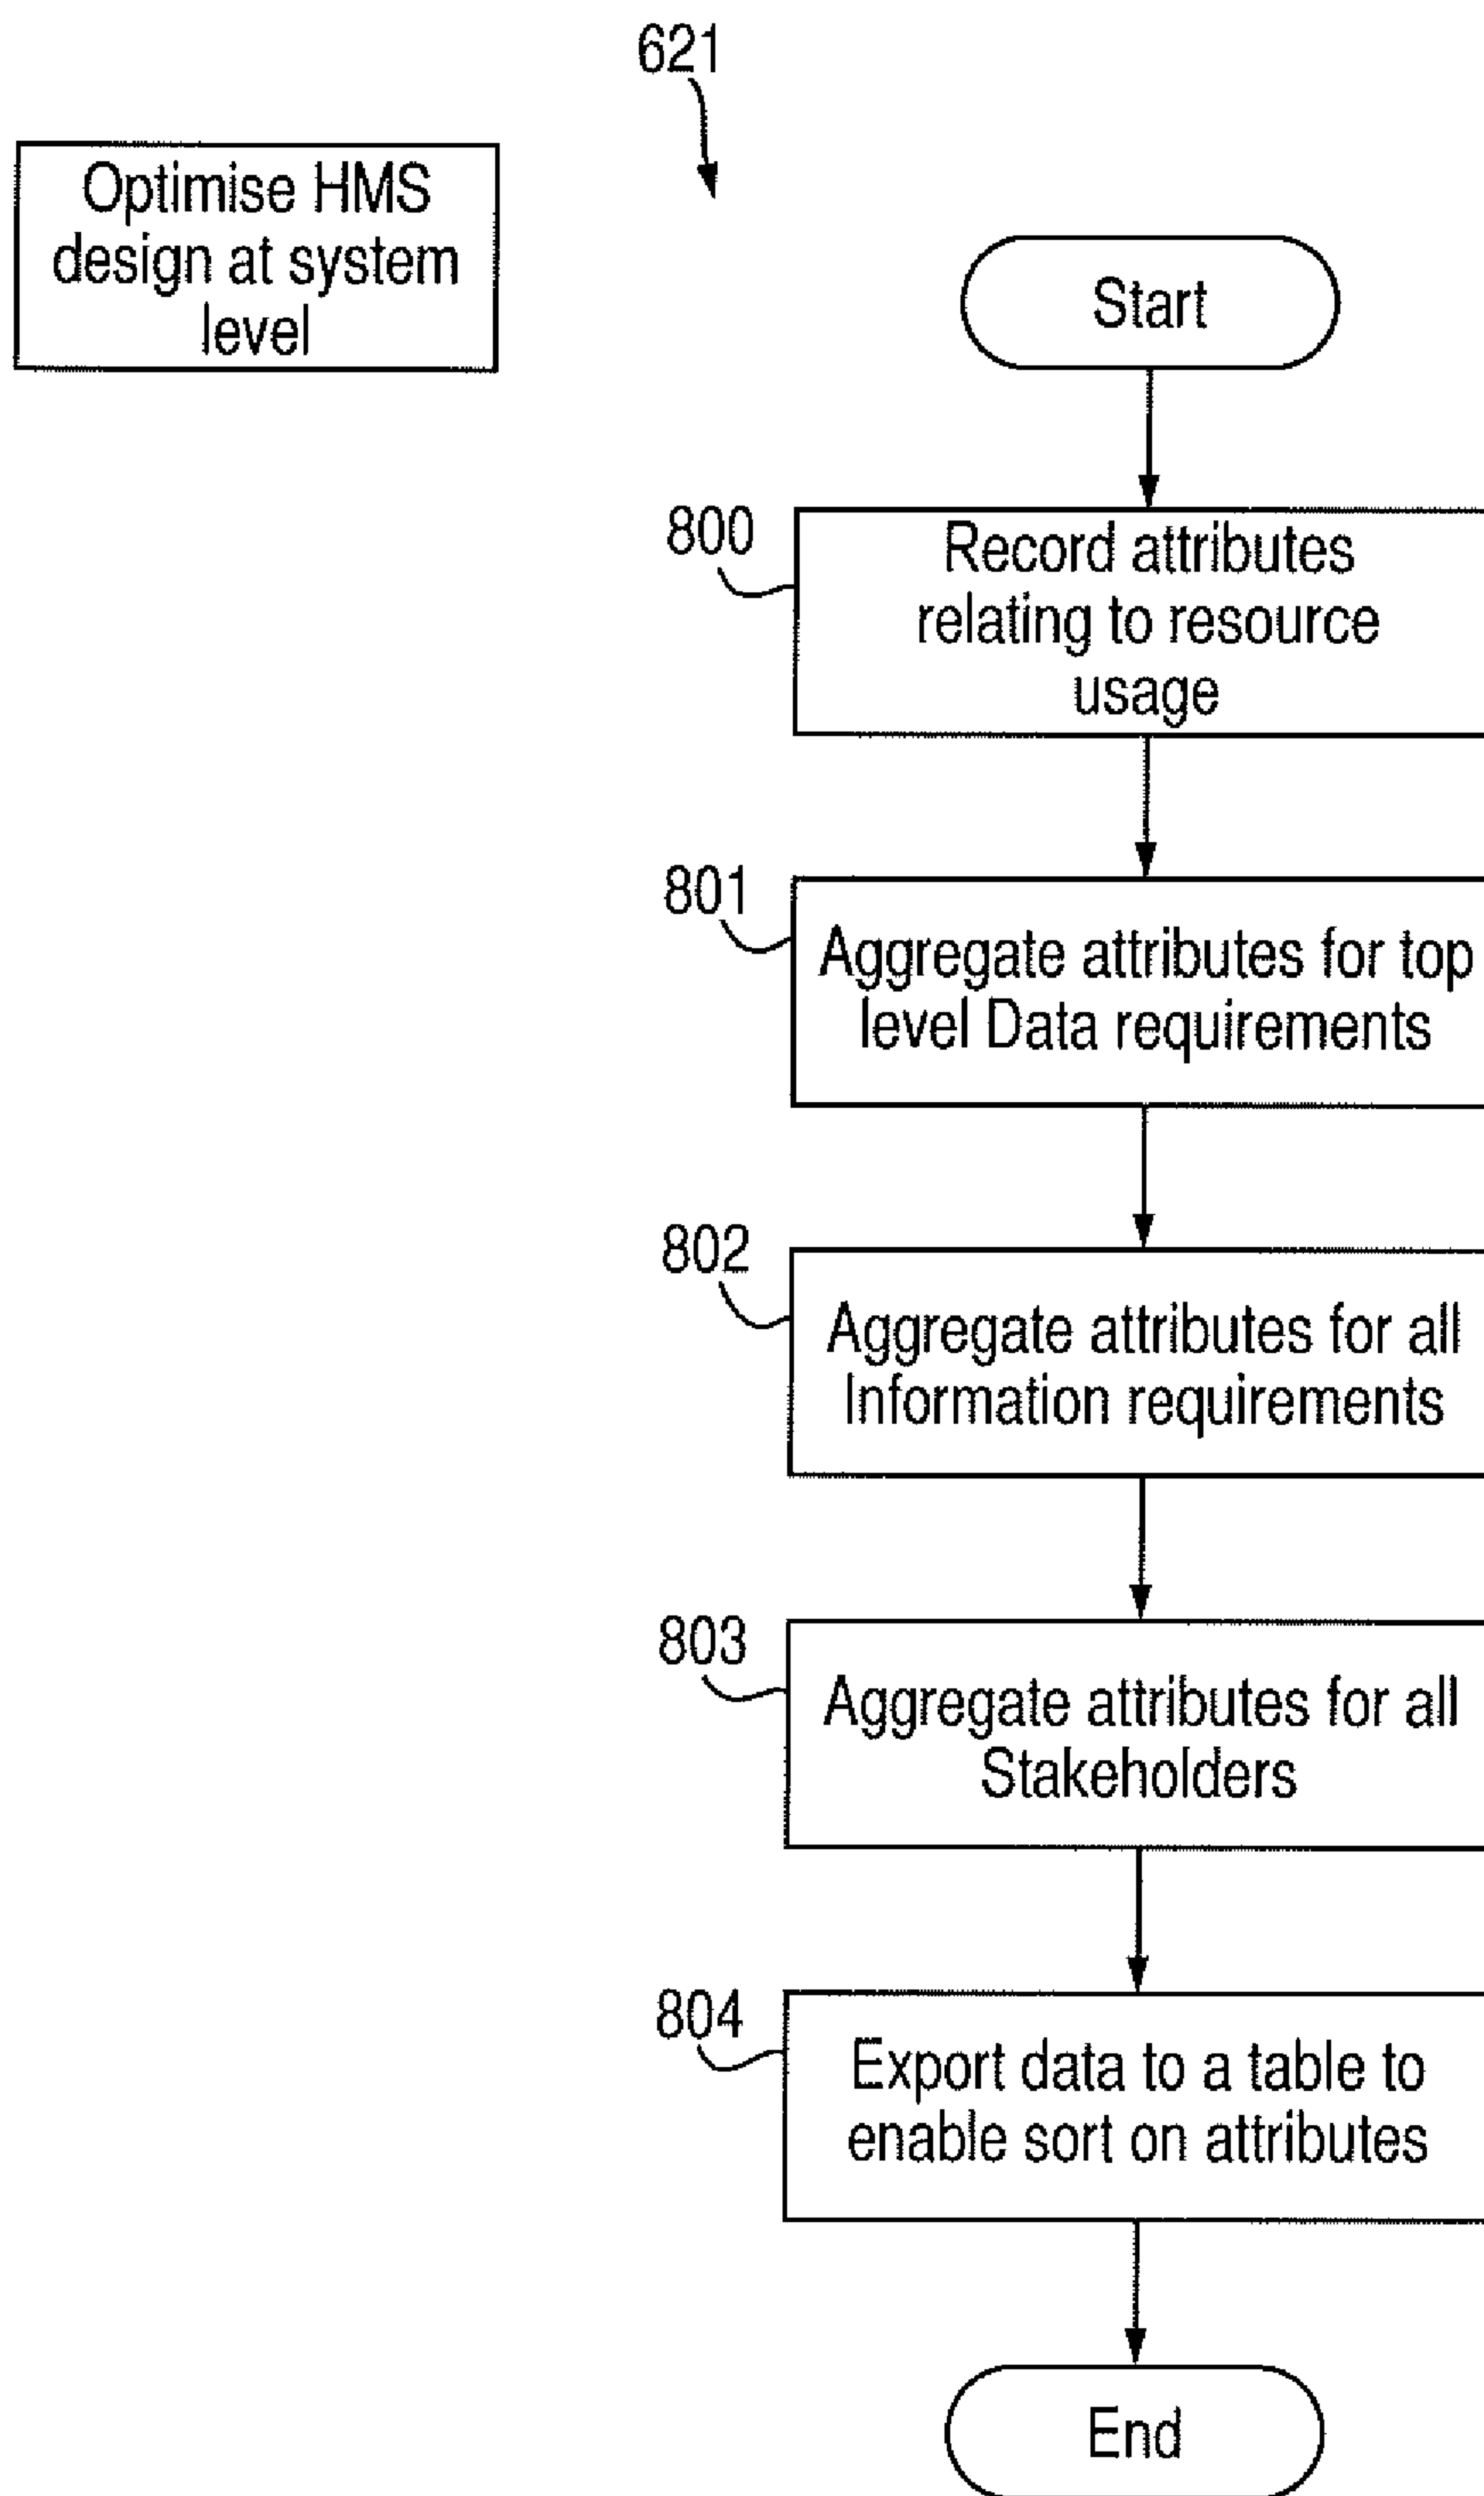 621
Optimise HMS
design at system
level
Start
800
Record attributes
relating to resource
usage
801
Aggregate attributes for top
level Data requirements
802
Aggregate attributes for all
Information requirements
803
Aggregate attributes for all
Stakeholders
804
Export data to a table to
enable sort on attributes
End